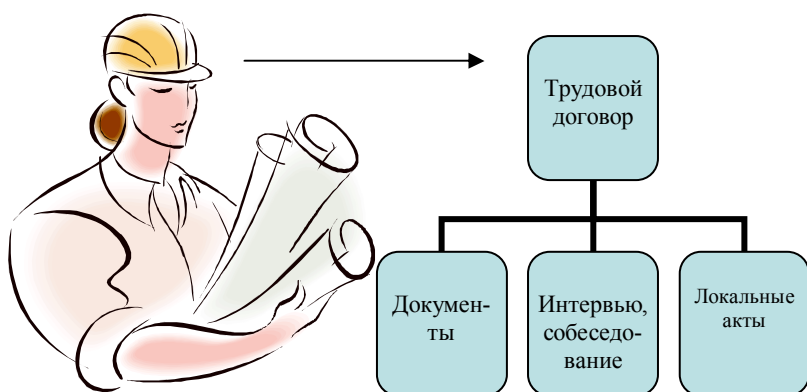 Трудовой
договор
Докумен-
ты
Интервью,
собеседо-
вание
Локальные
акты